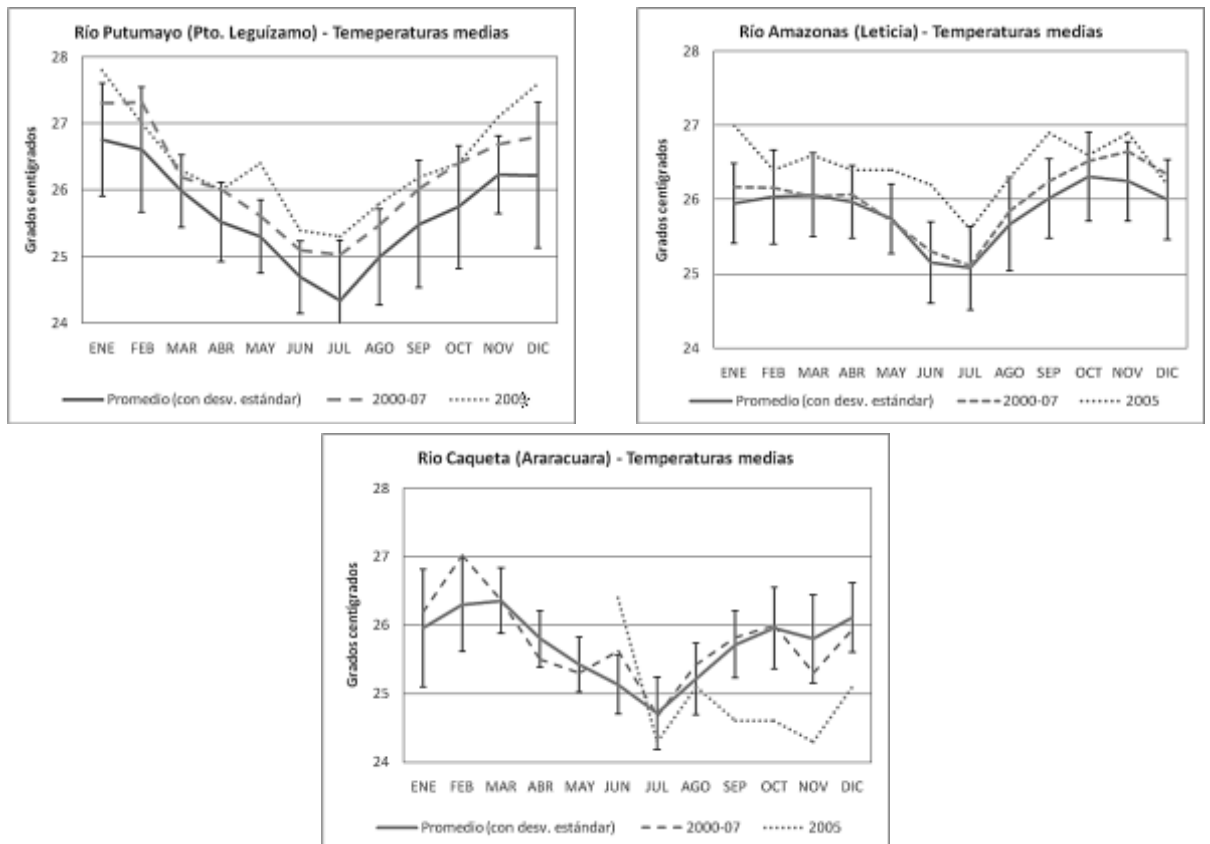 Río Putumayo (Pto. Leguízamo) - Temeperaturas medias
28
27
26
25
24
Grados centigrados
ENE FEB MAR ABR MAY JUN JUL AGO SEP OCT NOV DIC
Promedio (con desv. estándar) 2000-07
Río Amazonas (Leticia) - Temperaturas medias
28
27
26
25
24
Grados centígrados
ENE FEB MAR ABR MAY JUN JUL AGO SEP OCT NOV DIC
Promedio (con desv. estándar) 2000-07 2005
Rio Caqueta (Araracuara) - Temperaturas medias
28
27
26
25
24
Grados centígrados
ENE FEB MAR ABR MAY JUN JUL AGO SEP OCT NOV DIC
Promedio (con desv. estándar) 2000-07 2005